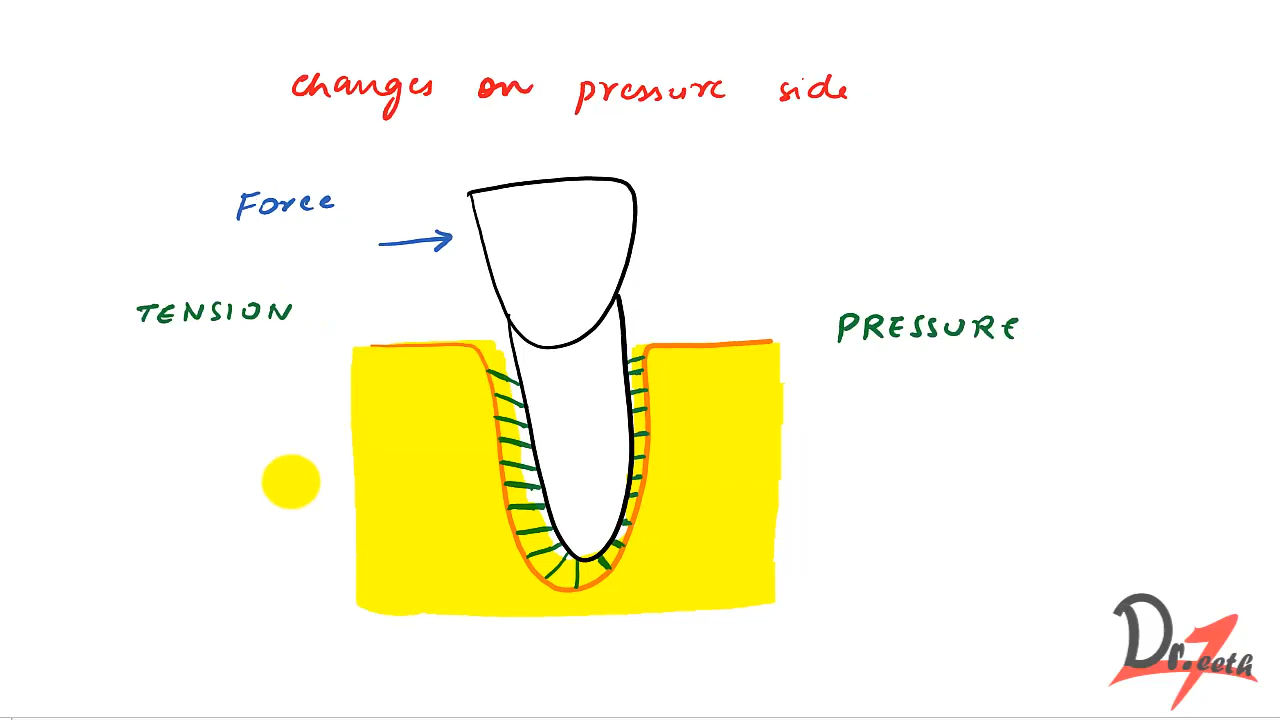 changes on pressure side
Force
TENSION
PRESSURE
Dr.eeth